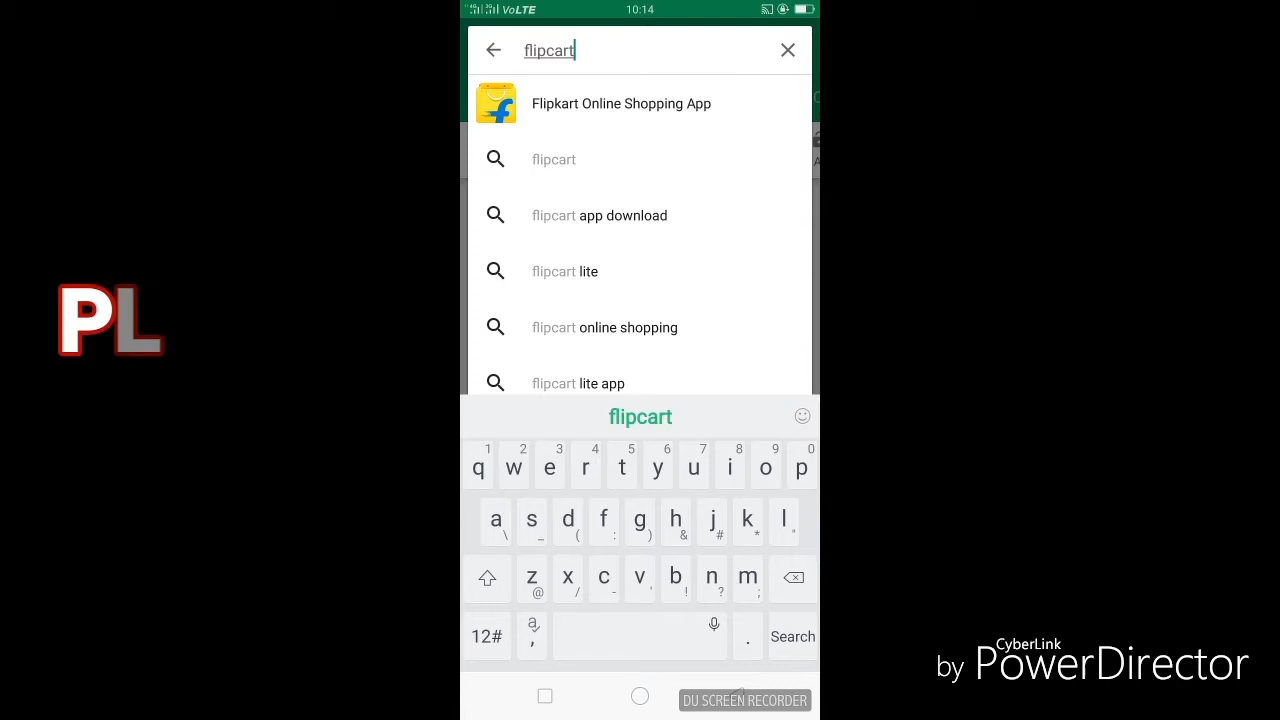 4G 3G VoLTE 10:14
flipcart
Flipkart Online Shopping App
flipcart
flipcart app download
flipcart lite
flipcart online shopping
flipcart lite app
flipcart
1 2 3 4 5 6 7 8 9 0
q w e r t y u i o p
a s d f g h j k l
\ _ ( : ) & # * "
z x c v b n m
@ / - ' ! ? ;
12# a , . Search
PL
CyberLink
by PowerDirector
DU SCREEN RECORDER